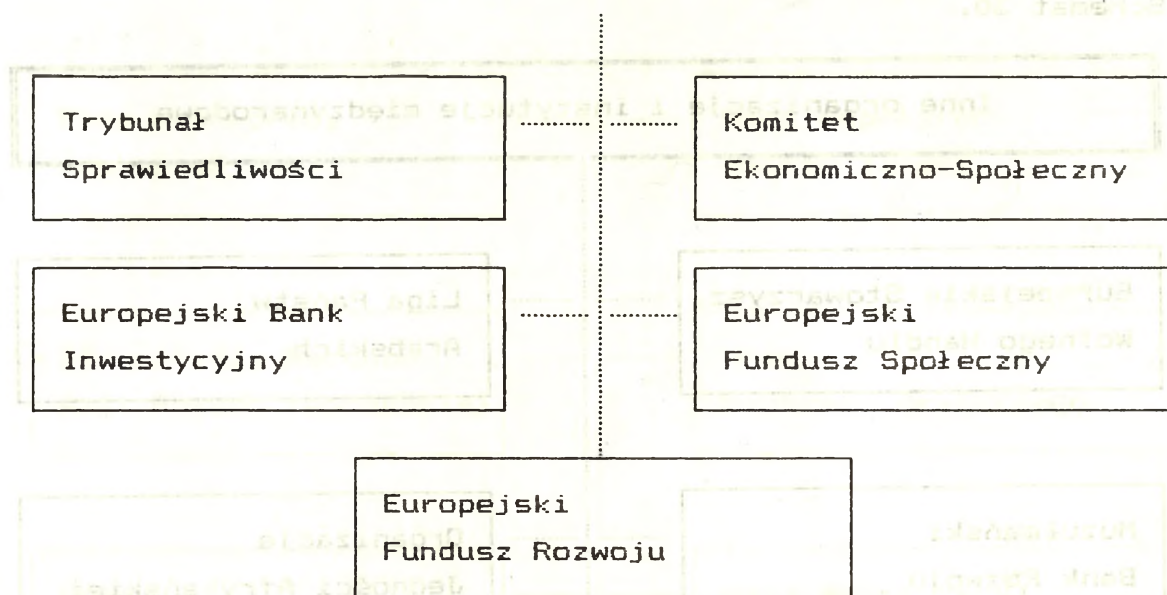 Trybunał
Sprawiedliwości
Komitet
Ekonomiczno-Społeczny
Europejski Bank
Inwestycyjny
Europejski
Fundusz Społeczny
Europejski
Fundusz Rozwoju